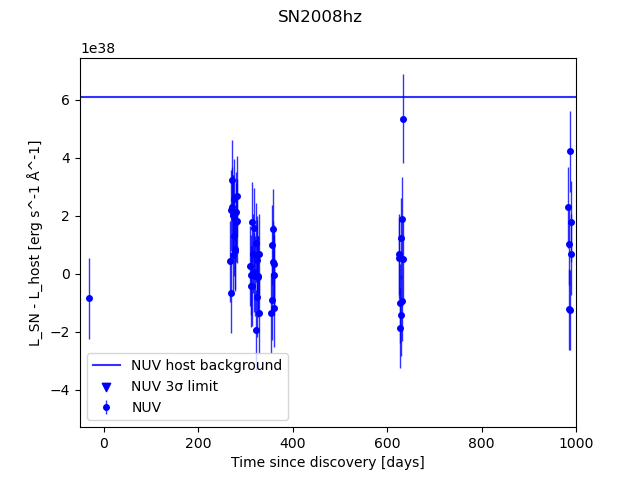 SN2008hz
1e38
L_SN - L_host [erg s^-1 Å^-1]
6
4
2
0
−2
−4
NUV host background
NUV 3σ limit
NUV
0 200 400 600 800 1000
Time since discovery [days]